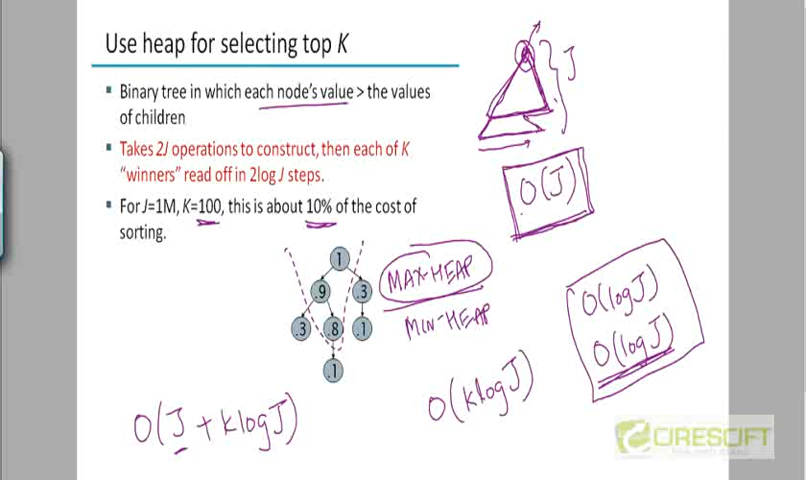 Use heap for selecting top K
▪ Binary tree in which each node's value > the values
of children
▪ Takes 2J operations to construct, then each of K
"winners" read off in 2log J steps.
▪ For J=1M, K=100, this is about 10% of the cost of
sorting.
J
O(J)
1
.9
.3
.3
.8
.1
.1
MAX-HEAP
MIN-HEAP
O(logJ)
O(logJ)
O(J + klogJ)
O(klogJ)
CIRESCIFT